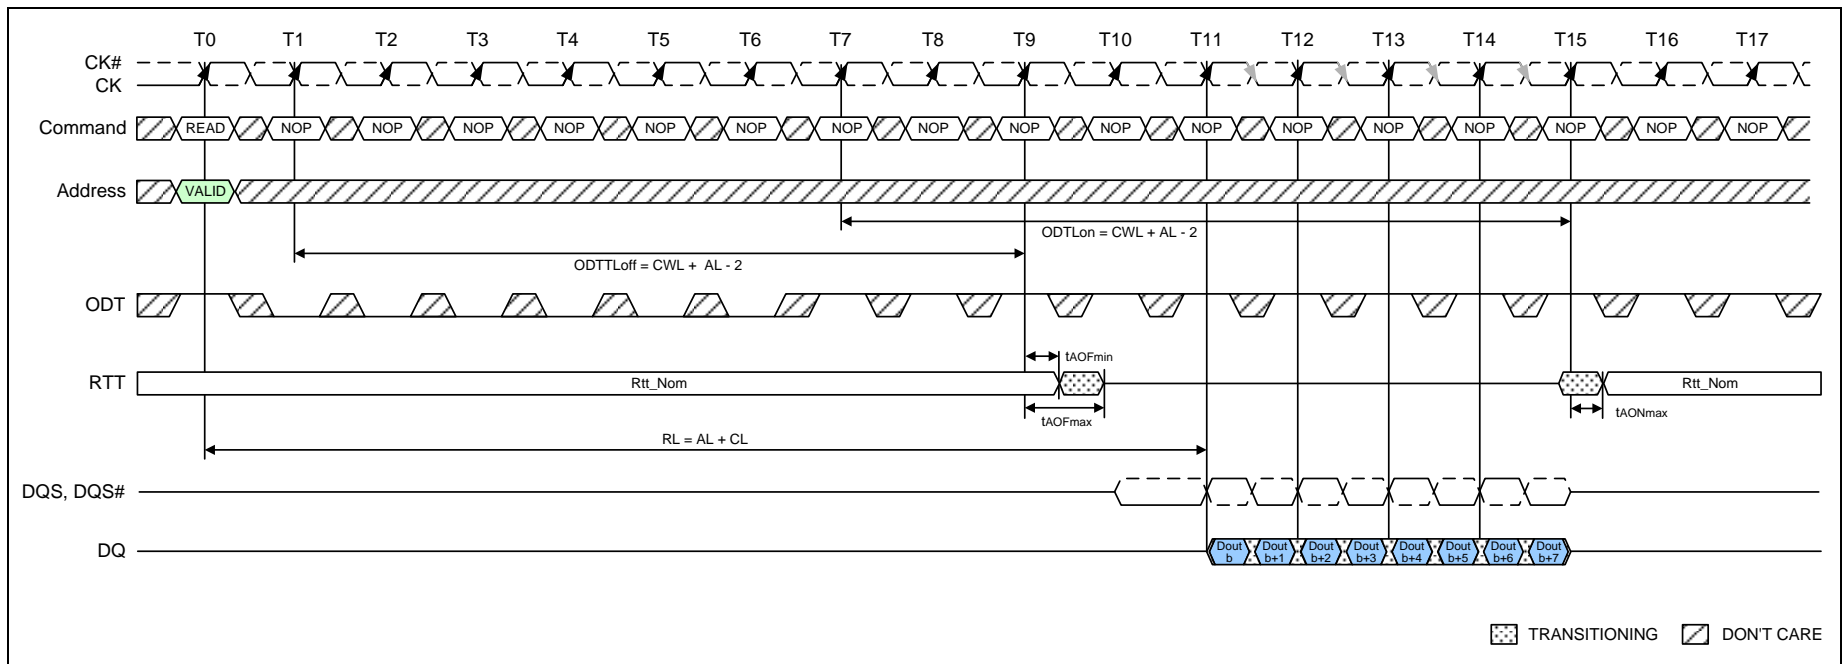 T0 T1 T2 T3 T4 T5 T6 T7 T8 T9 T10 T11 T12 T13 T14 T15 T16 T17
CK#
CK
Command READ NOP NOP NOP NOP NOP NOP NOP NOP NOP NOP NOP NOP NOP NOP NOP NOP NOP
Address VALID
ODTLon = CWL + AL - 2
ODTTLoff = CWL + AL - 2
ODT
tAOFmin
RTT Rtt_Nom Rtt_Nom
tAOFmax tAONmax
RL = AL + CL
DQS, DQS#
DQ Dout b Dout b+1 Dout b+2 Dout b+3 Dout b+4 Dout b+5 Dout b+6 Dout b+7
TRANSITIONING DON'T CARE